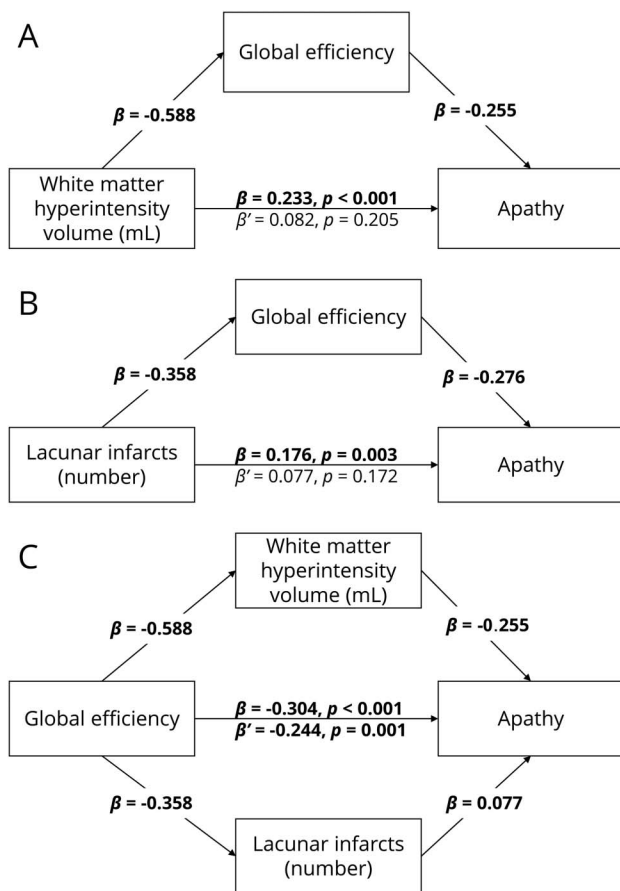 A
Global efficiency
β = -0.588
β = -0.255
White matter
hyperintensity
volume (mL)
β = 0.233, p < 0.001
β′ = 0.082, p = 0.205
Apathy
B
Global efficiency
β = -0.358
β = -0.276
Lacunar infarcts
(number)
β = 0.176, p = 0.003
β′ = 0.077, p = 0.172
Apathy
C
White matter
hyperintensity
volume (mL)
β = -0.588
β = -0.255
Global efficiency
β = -0.304, p < 0.001
β′ = -0.244, p = 0.001
Apathy
β = -0.358
β = 0.077
Lacunar infarcts
(number)